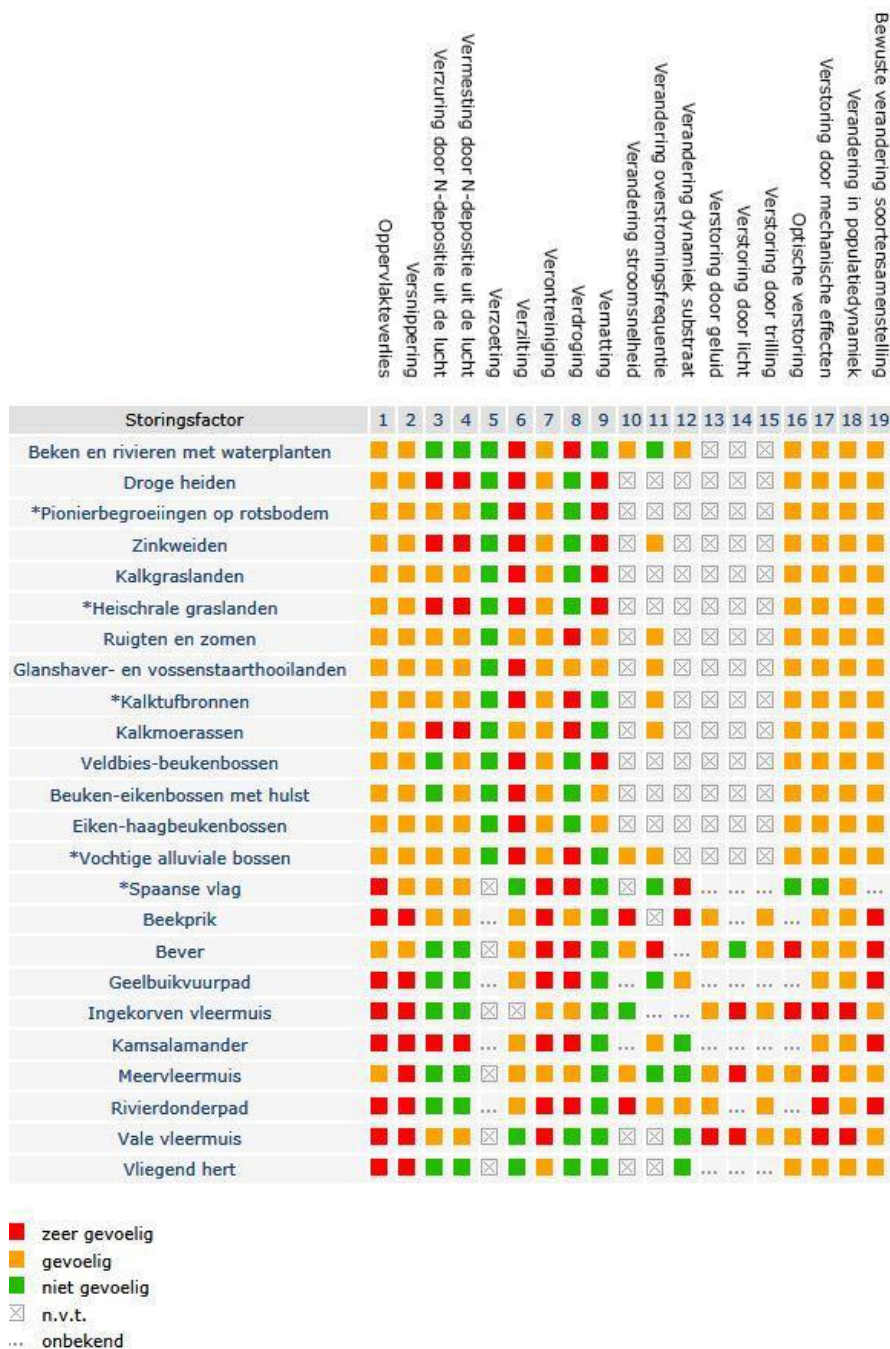 Oppervlakteverlies
Versnippering
Verzuring door N-depositie uit de lucht
Vermesting door N-depositie uit de lucht
Verzoeting
Verzilting
Verontreiniging
Verdroging
Vernatting
Verandering stroomsnelheid
Verandering overstromingsfrequentie
Verandering dynamiek substraat
Verstoring door geluid
Verstoring door licht
Verstoring door trilling
Optische verstoring
Verstoring door mechanische effecten
Verandering in populatiedynamiek
Bewuste verandering soortensamenstelling
Storingsfactor 1 2 3 4 5 6 7 8 9 10 11 12 13 14 15 16 17 18 19
Beken en rivieren met waterplanten
Droge heiden
*Pionierbegroeiingen op rotsbodem
Zinkweiden
Kalkgraslanden
*Heischrale graslanden
Ruigten en zomen
Glanshaver- en vossenstaarthooilanden
*Kalktufbronnen
Kalkmoerassen
Veldbies-beukenbossen
Beuken-eikenbossen met hulst
Eiken-haagbeukenbossen
*Vochtige alluviale bossen
*Spaanse vlag ... ... ... ...
Beekprik ... ... ...
Bever ...
Geelbuikvuurpad ... ... ... ... ... ...
Ingekorven vleermuis ... ...
Kamsalamander ... ... ... ... ... ...
Meervleermuis
Rivierdonderpad ... ... ...
Vale vleermuis
Vliegend hert ... ... ...
zeer gevoelig
gevoelig
niet gevoelig
n.v.t.
... onbekend